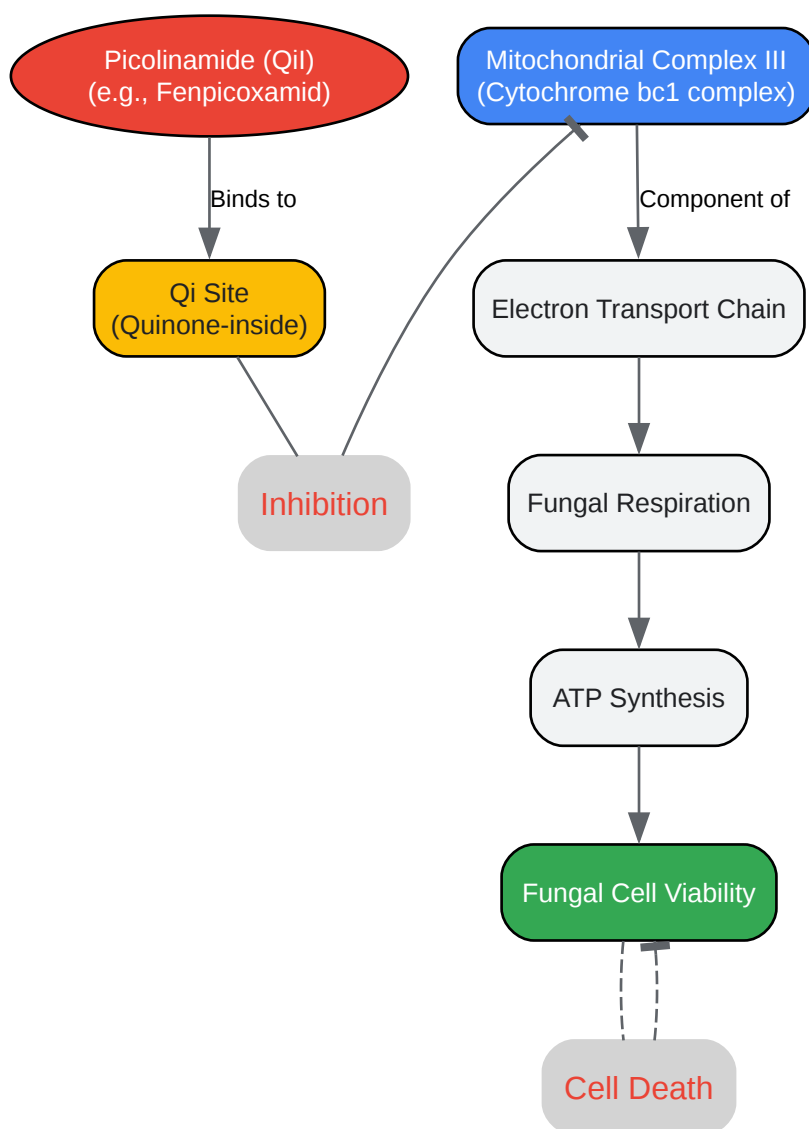 Picolinamide (QiI)
(e.g., Fenpicoxamid)
Mitochondrial Complex III
(Cytochrome bc1 complex)
Binds to
Component of
Qi Site
(Quinone-inside)
Electron Transport Chain
Inhibition
Fungal Respiration
ATP Synthesis
Fungal Cell Viability
Cell Death